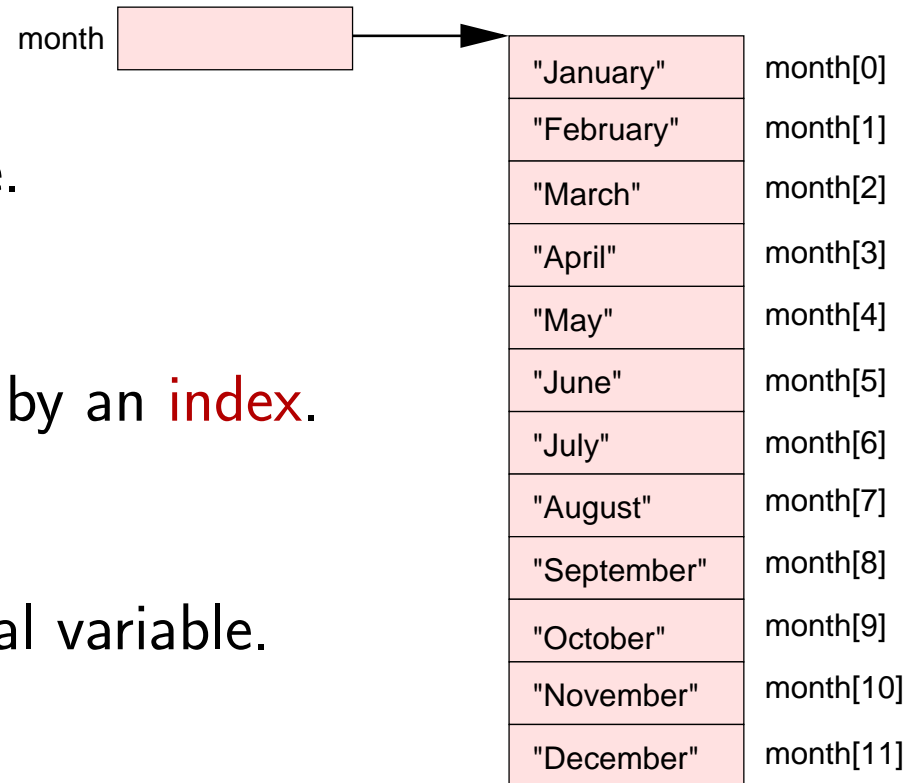 month
"January" month[0]
"February" month[1]
e.
"March" month[2]
"April" month[3]
"May" month[4]
by an index.
"June" month[5]
"July" month[6]
"August" month[7]
"September" month[8]
al variable.
"October" month[9]
"November" month[10]
"December" month[11]